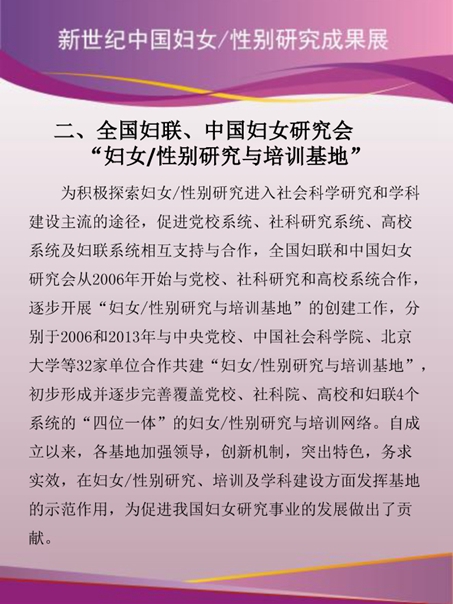 新世纪中国妇女/性别研究成果展
二、全国妇联、中国妇女研究会
“妇女/性别研究与培训基地”
为积极探索妇女/性别研究进入社会科学研究和学科
建设主流的途径，促进党校系统、社科研究系统、高校
系统及妇联系统相互支持与合作，全国妇联和中国妇女
研究会从2006年开始与党校、社科研究和高校系统合作，
逐步开展“妇女/性别研究与培训基地”的创建工作，分
别于2006和2013年与中央党校、中国社会科学院、北京
大学等32家单位合作共建“妇女/性别研究与培训基地”，
初步形成并逐步完善覆盖党校、社科院、高校和妇联4个
系统的“四位一体”的妇女/性别研究与培训网络。自成
立以来，各基地加强领导，创新机制，突出特色，务求
实效，在妇女/性别研究、培训及学科建设方面发挥基地
的示范作用，为促进我国妇女研究事业的发展做出了贡
献。